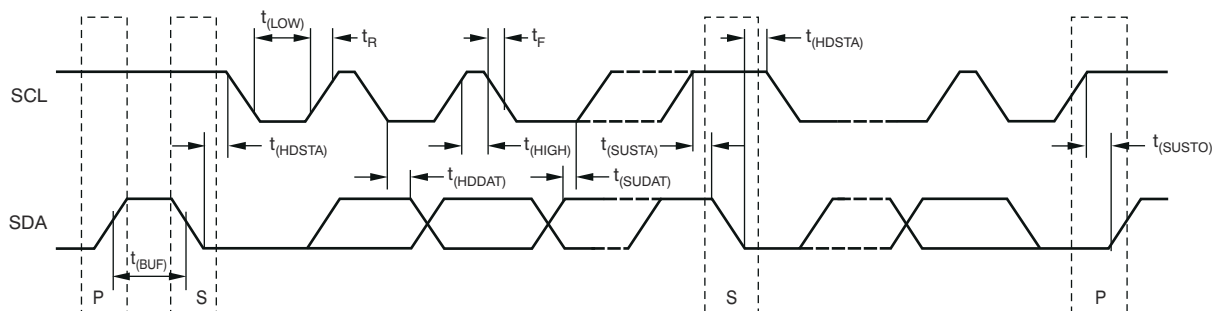 t(LOW)
tR
tF
t(HDSTA)
SCL
t(HDSTA)
t(HIGH)
t(SUSTA)
t(SUSTO)
t(HDDAT)
t(SUDAT)
SDA
t(BUF)
P
S
S
P